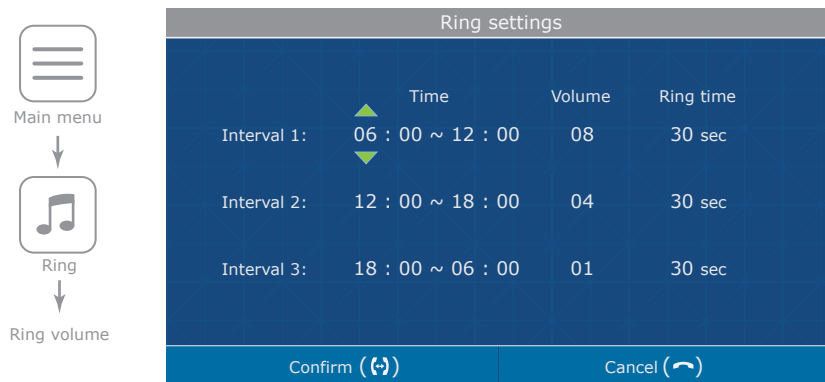 Main menu
Ring
Ring volume
Ring settings
Time Volume Ring time
Interval 1: 06 : 00 ~ 12 : 00 08 30 sec
Interval 2: 12 : 00 ~ 18 : 00 04 30 sec
Interval 3: 18 : 00 ~ 06 : 00 01 30 sec
Confirm () Cancel ()